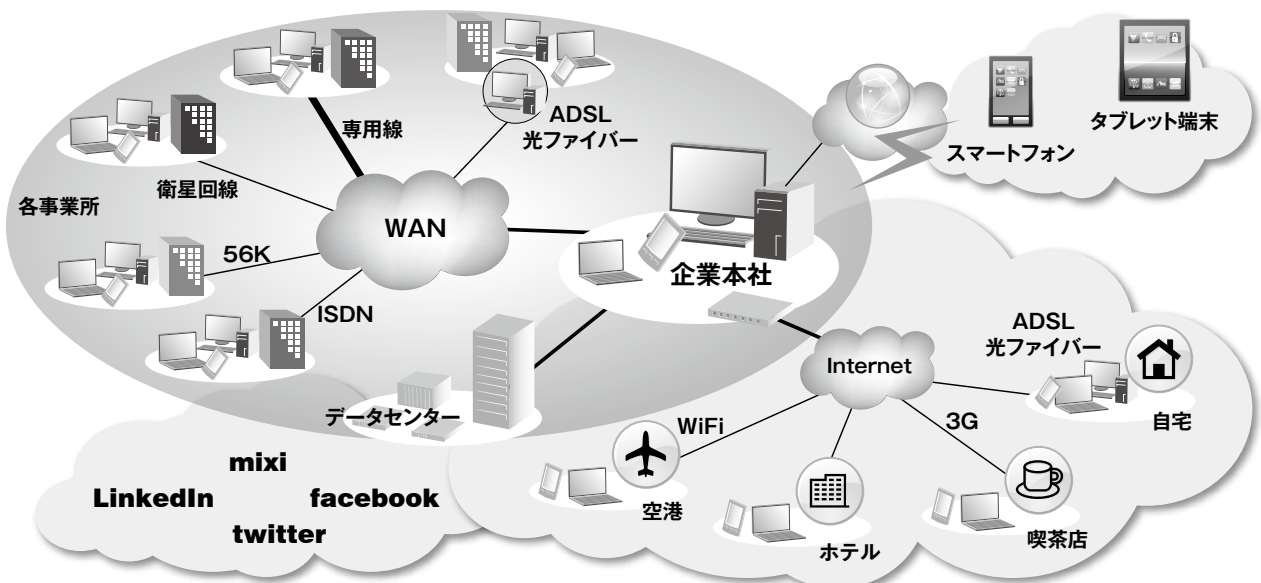 専用線
ADSL
光ファイバー
スマートフォン
タブレット端末
各事業所
衛星回線
WAN
56K
企業本社
ISDN
ADSL
光ファイバー
Internet
自宅
データセンター
WiFi
3G
空港
ホテル
喫茶店
mixi
LinkedIn
facebook
twitter